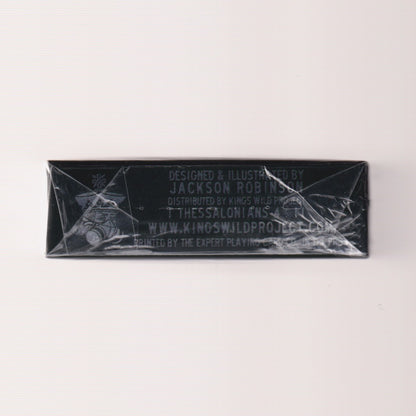 DESIGNED & ILLUSTRATED BY
JACKSON ROBINSON
DISTRIBUTED BY KINGS WILD PROJECT
1 THESSALONIANS
WWW.KINGSWILDPROJECT.COM
PRINTED BY THE EXPERT PLAYING